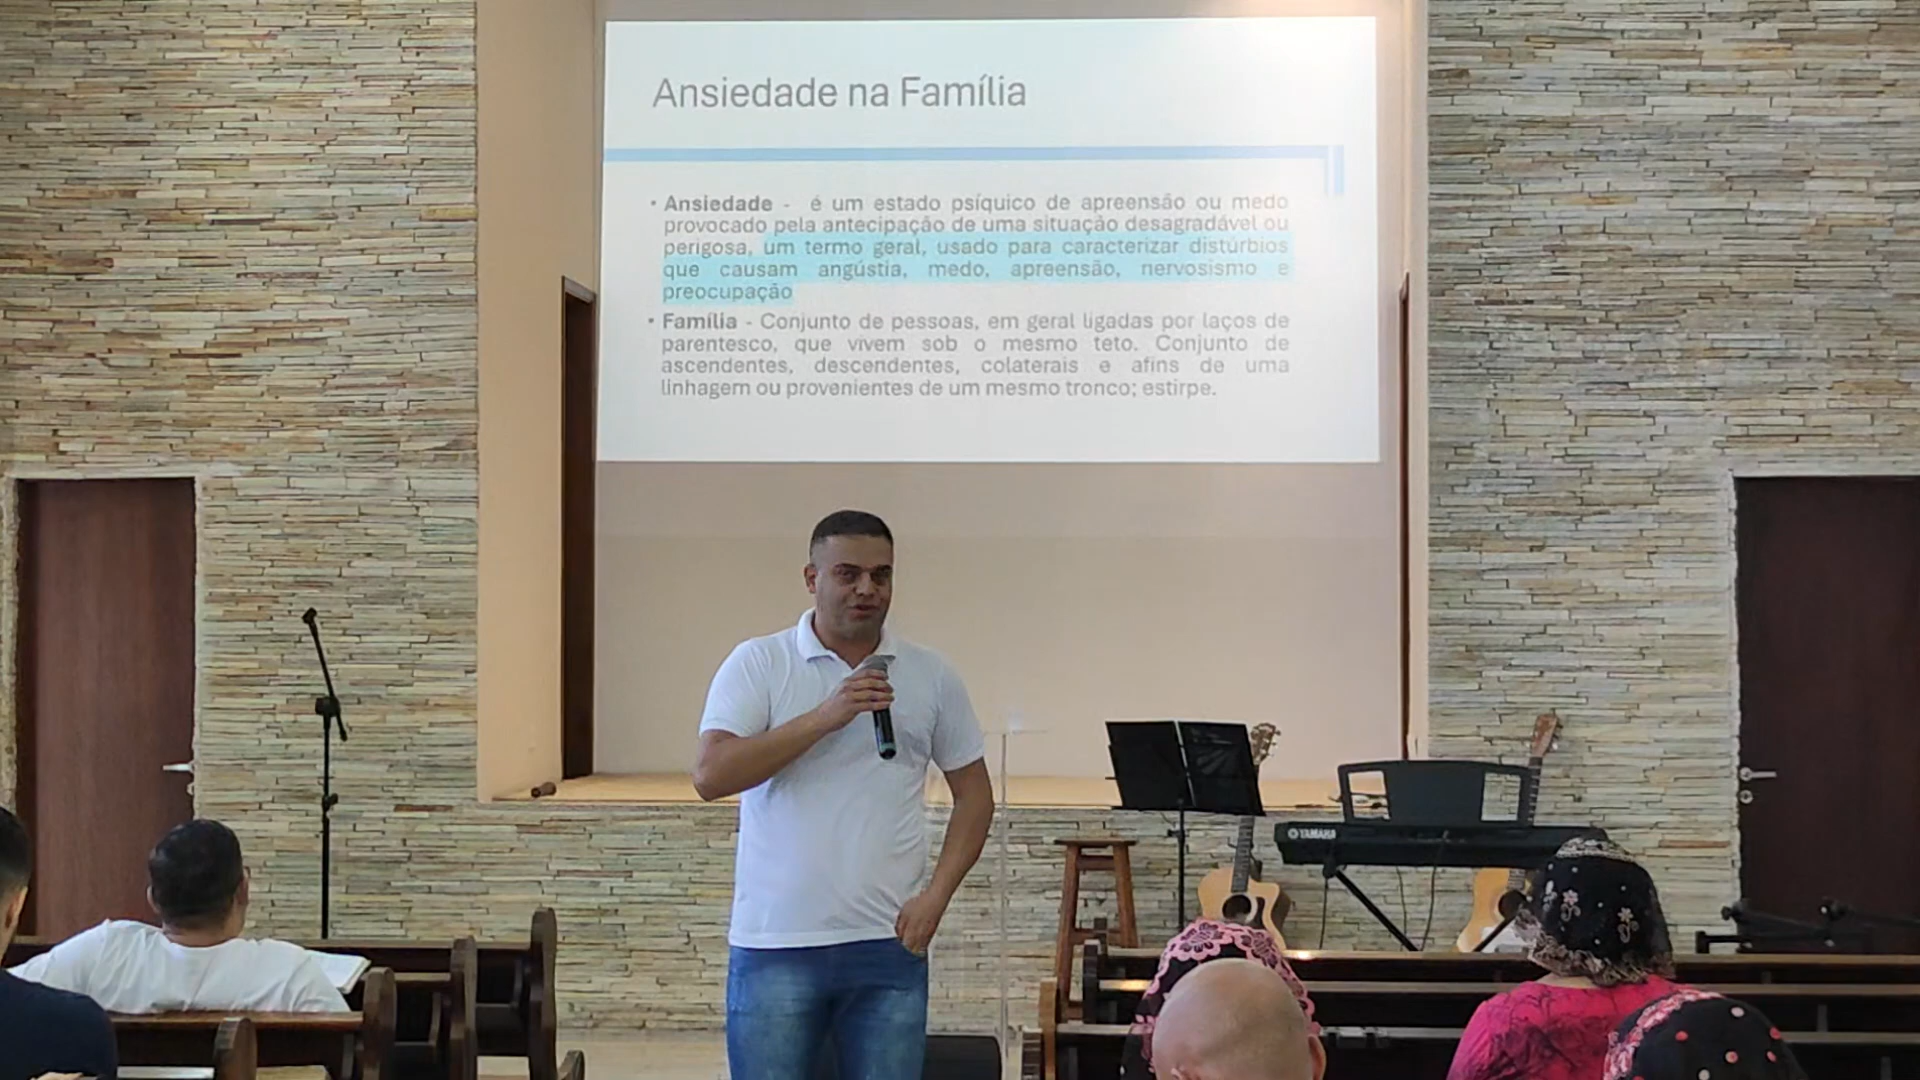 Ansiedade na Família
• Ansiedade - é um estado psíquico de apreensão ou medo
provocado pela antecipação de uma situação desagradável ou
perigosa, um termo geral, usado para caracterizar distúrbios
que causam angústia, medo, apreensão, nervosismo e
preocupação
• Família - Conjunto de pessoas, em geral ligadas por laços de
parentesco, que vivem sob o mesmo teto. Conjunto de
ascendentes, descendentes, colaterais e afins de uma
linhagem ou provenientes de um mesmo tronco; estirpe.
YAMAHA